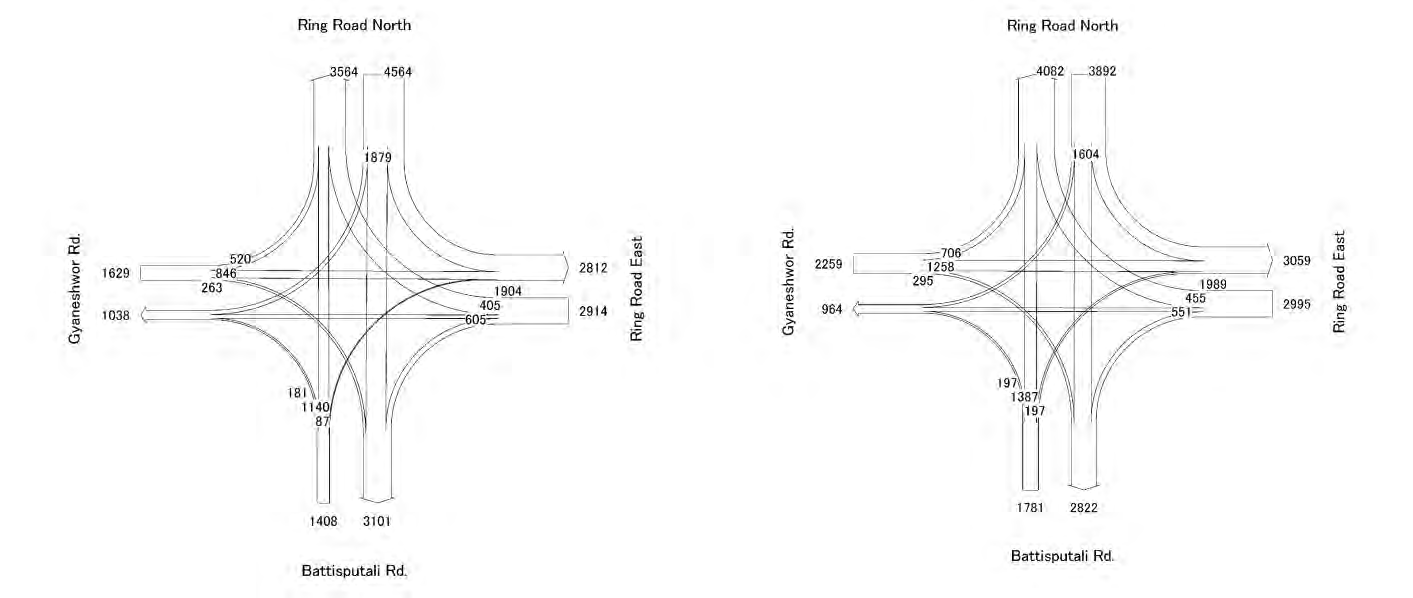 Ring Road North
3564 4564
1879
Gyaneshwor Rd.
Ring Road East
520
1629 846 2812
263
1904
405
1038 2914
605
181
1140
87
1408 3101
Battisputali Rd.
Ring Road North
4082 3892
1604
Gyaneshwor Rd.
Ring Road East
706
2259 1258 3059
295
1989
455
964 2995
551
197
1387
197
1781 2822
Battisputali Rd.